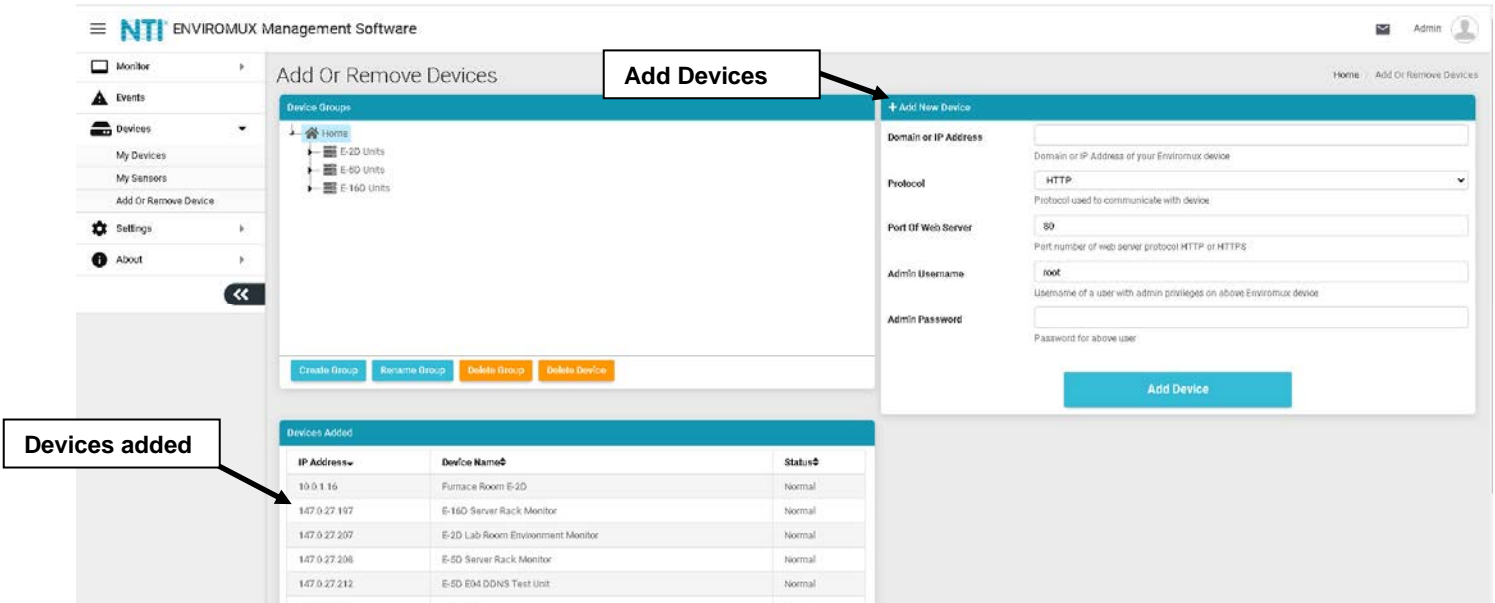 NTI ENVIROMUX Management Software
Admin
Monitor
Events
Devices
My Devices
My Sensors
Add Or Remove Device
Settings
About
Add Or Remove Devices
Add Devices
Home / Add Or Remove Devices
Device Groups
Home
E-2D Units
E-5D Units
E-16D Units
Create Group Rename Group Delete Group Delete Device
Add New Device
Domain or IP Address
Domain or IP Address of your Enviromux device
Protocol HTTP
Protocol used to communicate with device
Port Of Web Server 80
Port number of web server protocol HTTP or HTTPS
Admin Username root
Username of a user with admin privileges on above Enviromux device
Admin Password
Password for above user
Add Device
Devices added
Devices Added
IP Address Device Name Status
10.0.1.16 Furnace Room E-2D Normal
147.0.27.197 E-16D Server Rack Monitor Normal
147.0.27.207 E-2D Lab Room Environment Monitor Normal
147.0.27.208 E-5D Server Rack Monitor Normal
147.0.27.212 E-5D E04 DDNS Test Unit Normal